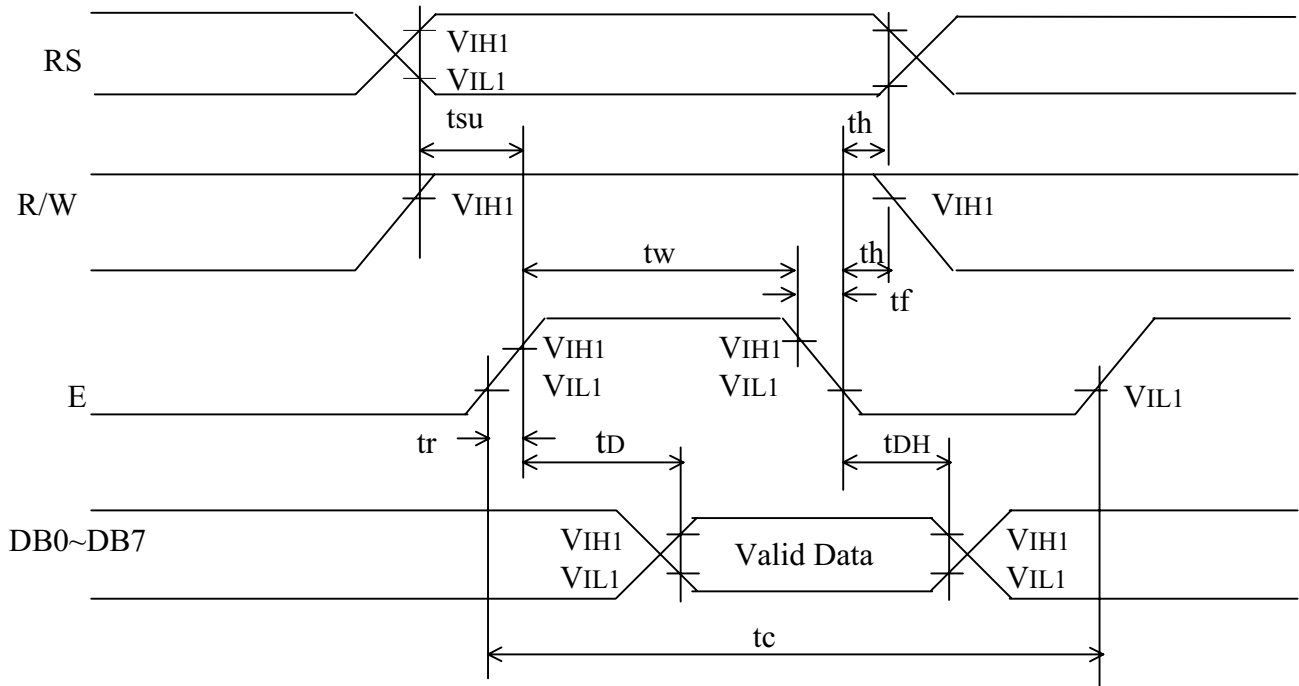 VIH1
RS
VIL1
tsu
th
R/W
VIH1
VIH1
tw
th
tf
VIH1
VIH1
E
VIL1
VIL1
VIL1
tr
tD
tDH
DB0~DB7
VIH1
Valid Data
VIH1
VIL1
VIL1
tc